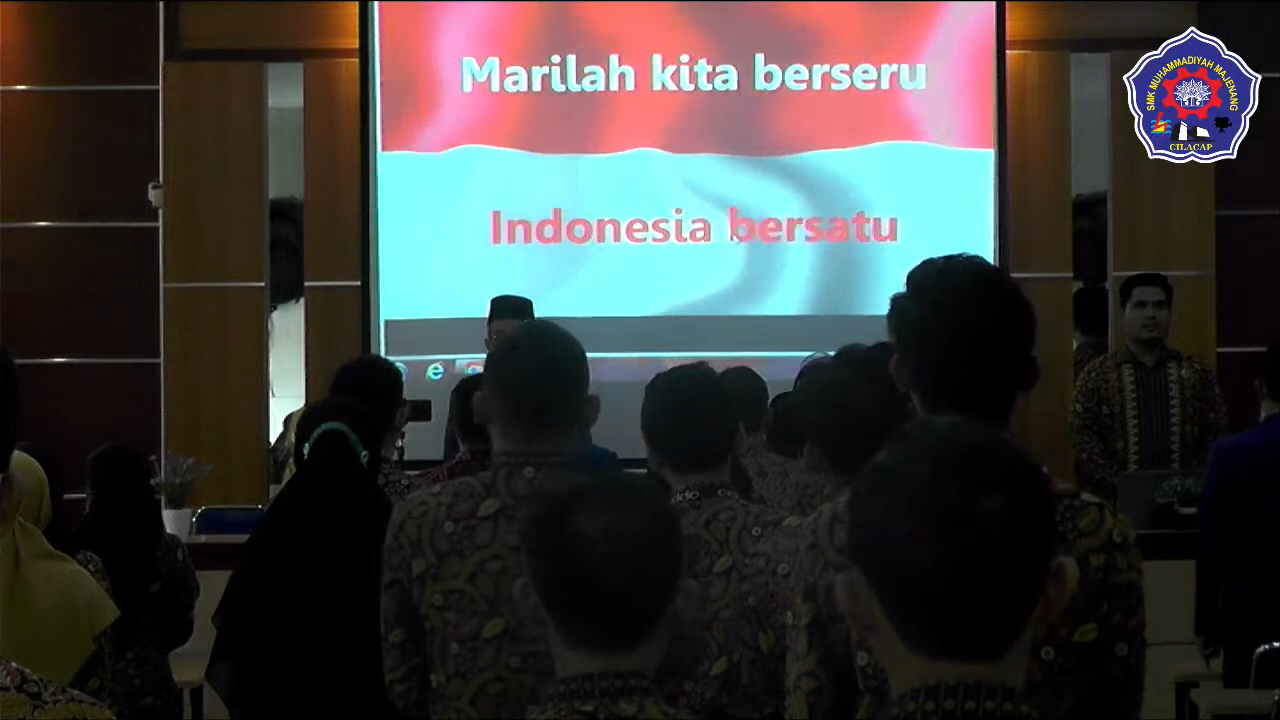 Marilah kita berseru
Indonesia bersatu
SMK MUHAMMADIYAH MAJENANG
CILACAP